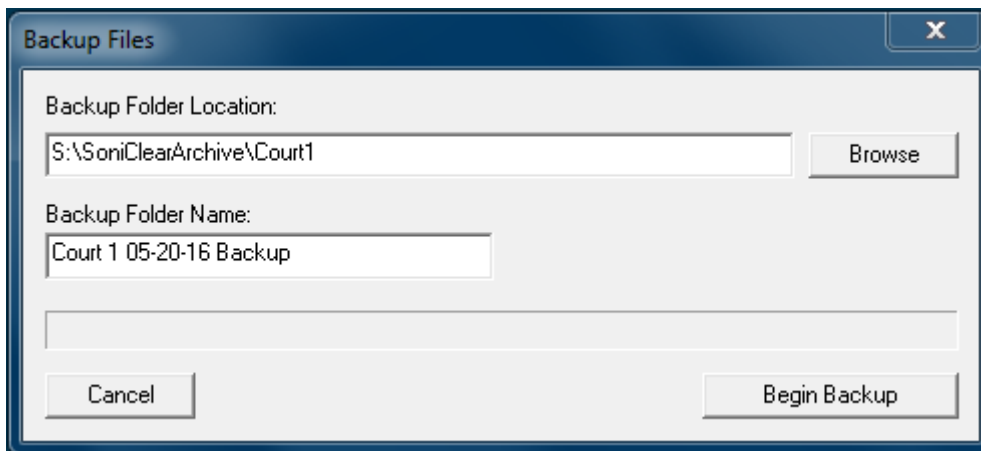 Backup Files
x
Backup Folder Location:
S:\SoniClearArchive\Court1
Browse
Backup Folder Name:
Court 1 05-20-16 Backup
Cancel
Begin Backup